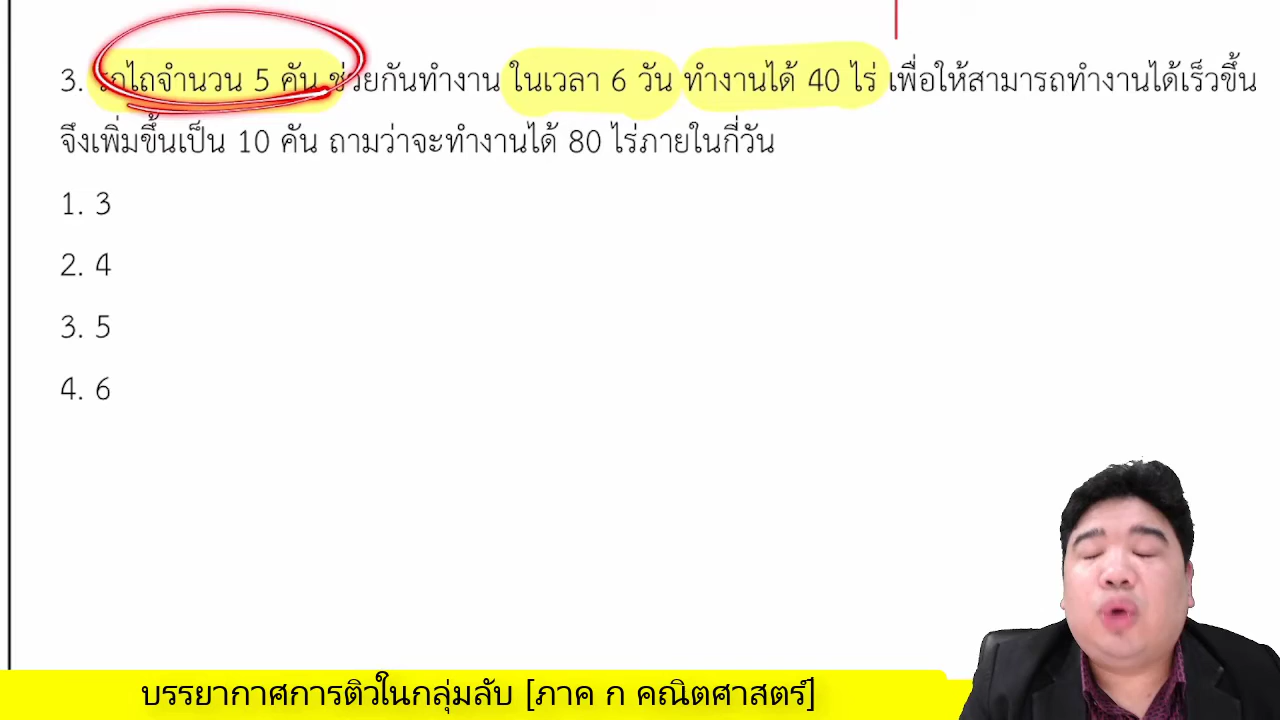 3. รถไถจำนวน 5 คัน ช่วยกันทำงาน ในเวลา 6 วัน ทำงานได้ 40 ไร่ เพื่อให้สามารถทำงานได้เร็วขึ้น
จึงเพิ่มขึ้นเป็น 10 คัน ถามว่าจะทำงานได้ 80 ไร่ภายในกี่วัน
1. 3
2. 4
3. 5
4. 6
บรรยากาศการติวในกลุ่มลับ [ภาค ก คณิตศาสตร์]